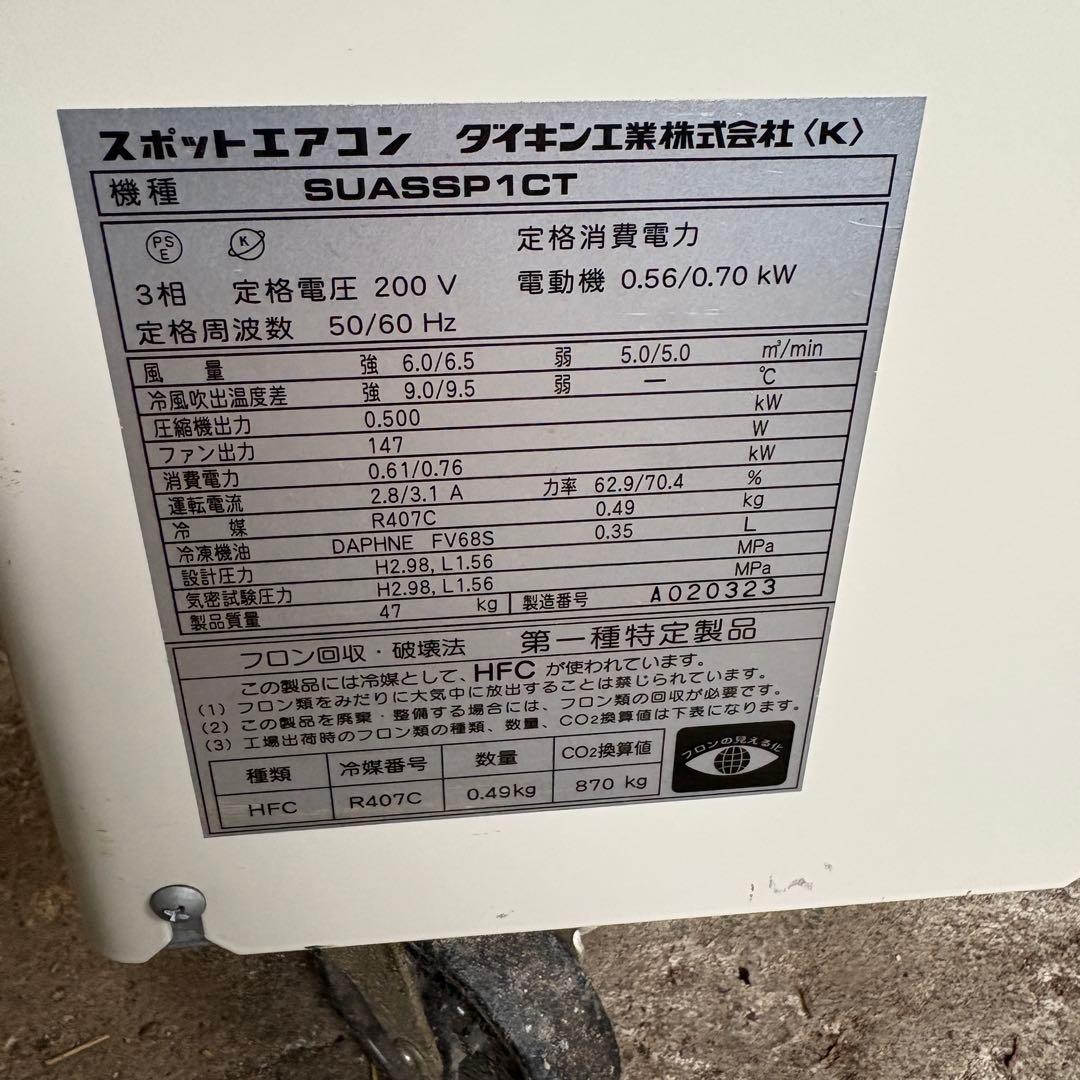 スポットエアコン ダイキン工業株式会社〈K〉
機種 SUASSP1CT
PS E K
定格消費電力
3相 定格電圧 200 V 電動機 0.56/0.70 kW
定格周波数 50/60 Hz
風量 強 6.0/6.5 弱 5.0/5.0 m³/min
冷風吹出温度差 強 9.0/9.5 弱 — ℃
圧縮機出力 0.500 kW
ファン出力 147 W
消費電力 0.61/0.76 kW
運転電流 2.8/3.1 A 力率 62.9/70.4 %
冷媒 R407C 0.49 kg
冷凍機油 DAPHNE FV68S 0.35 L
設計圧力 H2.98, L1.56 MPa
気密試験圧力 H2.98, L1.56 MPa
製品質量 47 kg 製造番号 A020323
フロン回収・破壊法 第一種特定製品
この製品には冷媒として、HFC が使われています。
(1) フロン類をみだりに大気中に放出することは禁じられています。
(2) この製品を廃棄・整備する場合には、フロン類の回収が必要です。
(3) 工場出荷時のフロン類の種類、数量、CO2換算値は下表になります。
種類 冷媒番号 数量 CO2換算値
HFC R407C 0.49kg 870 kg
フロンの見える化